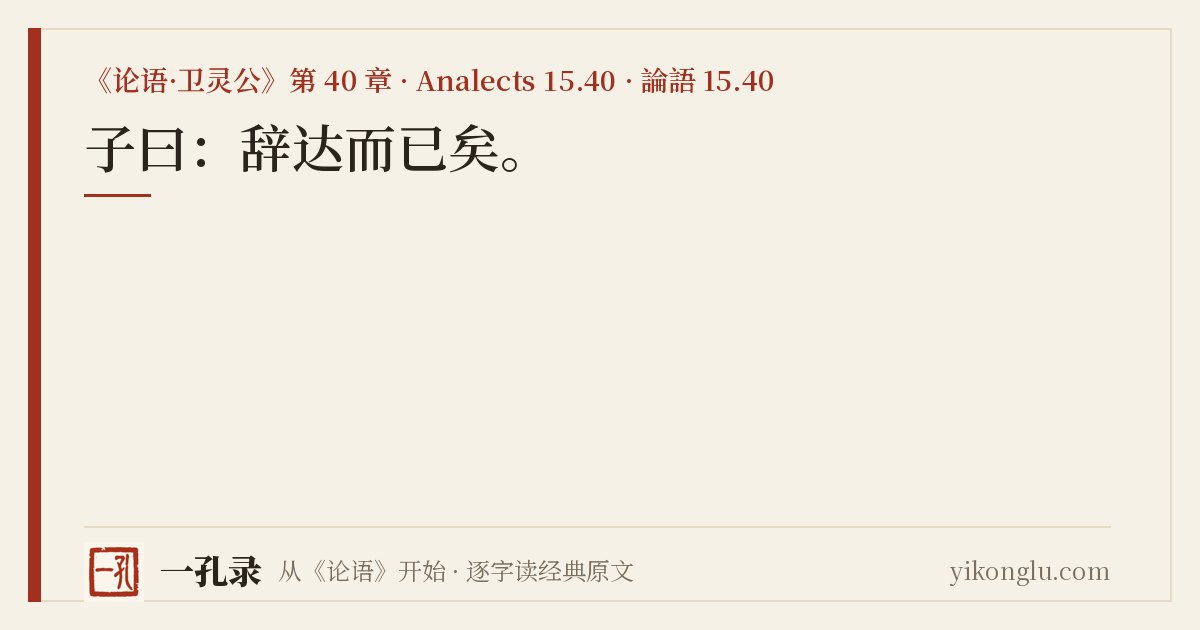 《论语·卫灵公》第 40 章 · Analects 15.40 · 論語 15.40
子曰：辞达而已矣。
一孔
一孔录 从《论语》开始 · 逐字读经典原文 yikonglu.com